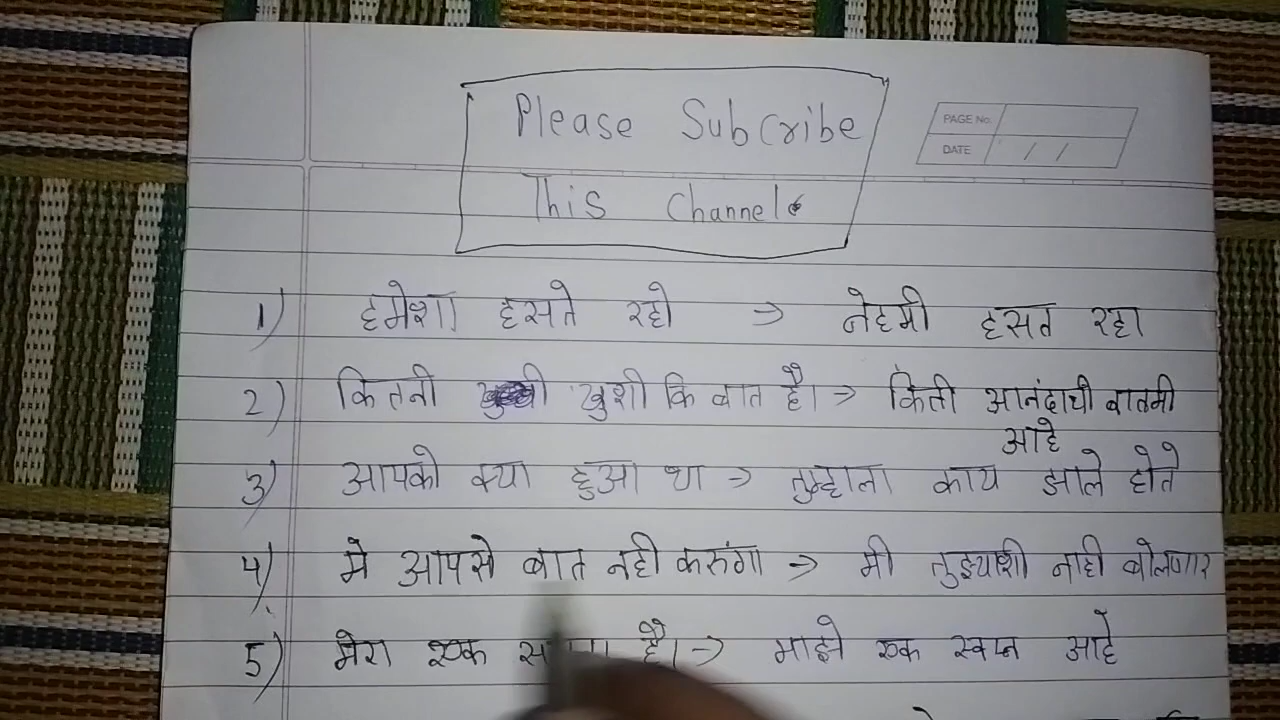 Please Subcribe
PAGE No.
DATE / /
This Channel
1) हमेशा हसते रहो → नेहमी हसत रहा
2) कितनी खुशी कि बात है। → किती आनंदाची बातमी
आहे
3) आपको क्या हुआ था → तुम्हाला काय झाले होते
4) मे आपसे बात नही करुंगा → मी तुझ्याशी नाही बोलणार
5) मेरा एक है। → माझे एक स्वप्न आहे